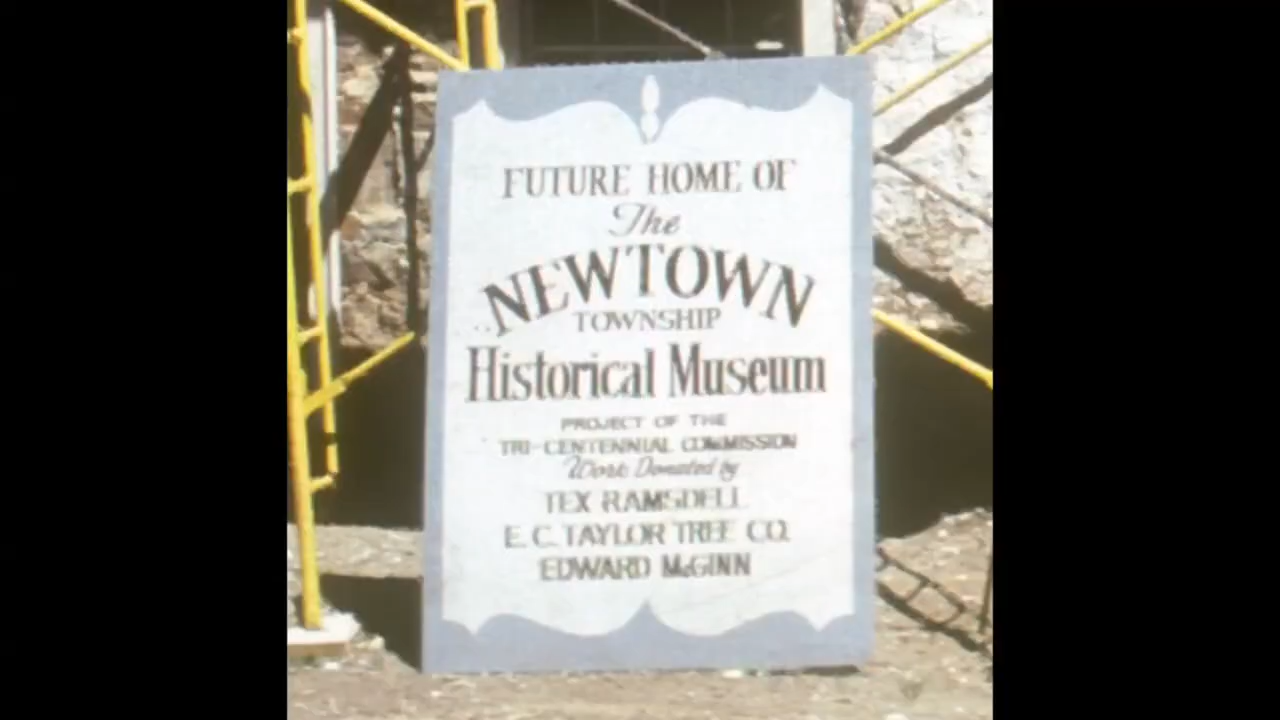 FUTURE HOME OF
The
NEWTOWN
TOWNSHIP
Historical Museum
PROJECT OF THE
TRI-CENTENNIAL COMMISSION
Work Donated by
TEX RAMSDELL
E. C. TAYLOR TREE CO.
EDWARD McGINN